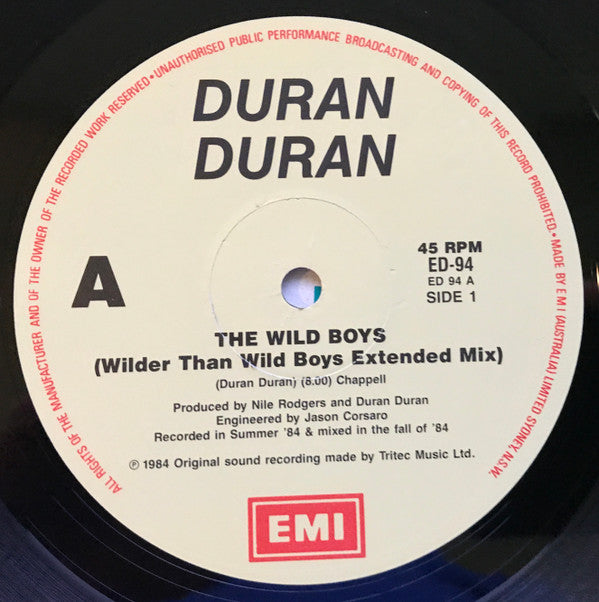 ALL RIGHTS OF THE MANUFACTURER AND OF THE OWNER OF THE RECORDED WORK RESERVED•UNAUTHORISED PUBLIC PERFORMANCE BROADCASTING AND COPYING OF THIS RECORD PROHIBITED.•MADE BY E M I (AUSTRALIA) LIMITED SYDNEY, N.S.W.
DURAN
DURAN
A
45 RPM
ED-94
ED 94 A
SIDE 1
THE WILD BOYS
(Wilder Than Wild Boys Extended Mix)
(Duran Duran) (8.00) Chappell
Produced by Nile Rodgers and Duran Duran
Engineered by Jason Corsaro
Recorded in Summer '84 & mixed in the fall of '84
℗ 1984 Original sound recording made by Tritec Music Ltd.
EMI